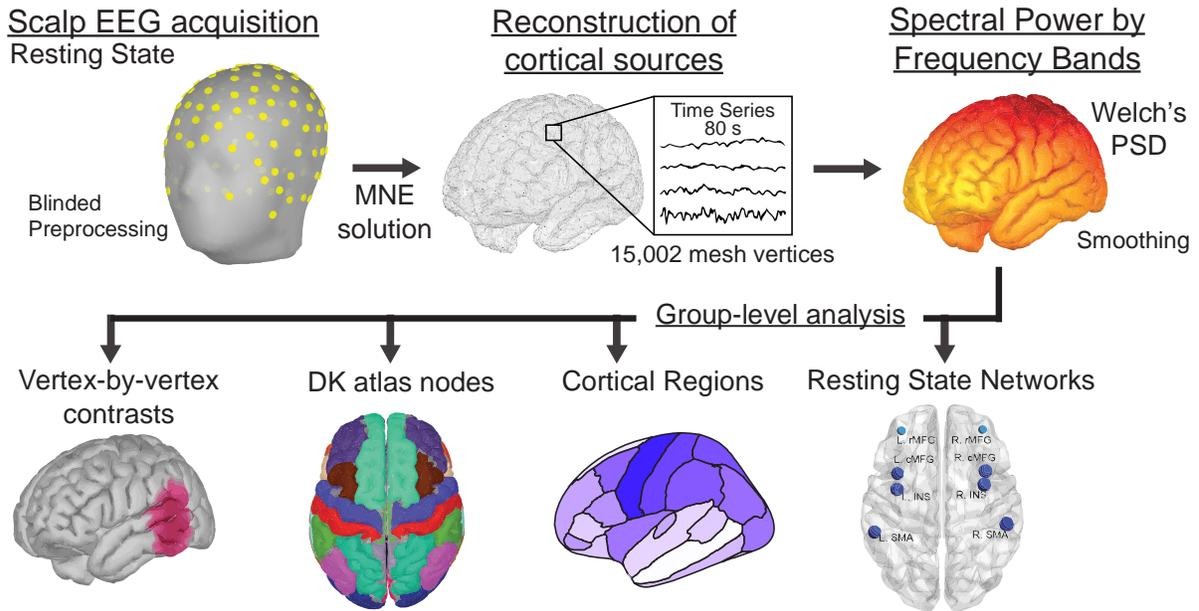 Scalp EEG acquisition
Resting State
Blinded
Preprocessing
MNE
solution
Reconstruction of
cortical sources
Time Series
80 s
15,002 mesh vertices
Spectral Power by
Frequency Bands
Welch's
PSD
Smoothing
Group-level analysis
Vertex-by-vertex
contrasts
DK atlas nodes
Cortical Regions
Resting State Networks
L. rMFG
R. rMFG
L. cMFG
R. cMFG
L. INS
R. INS
L. SMA
R. SMA